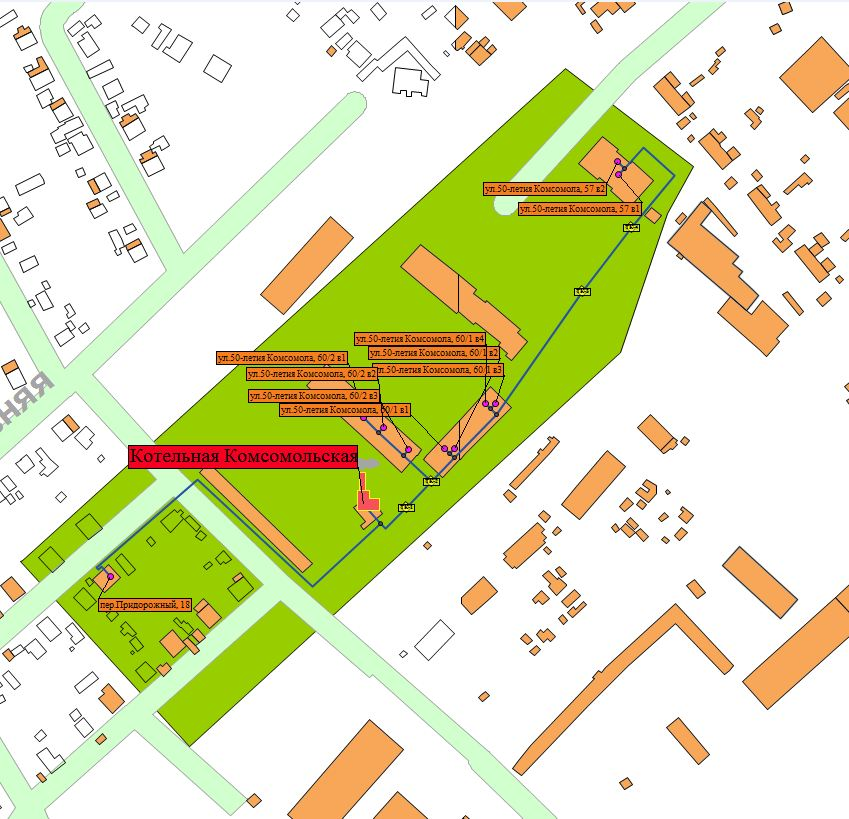 ул.50-летия Комсомола, 57 в2
ул.50-летия Комсомола, 57 в1
ул.50-летия Комсомола, 60/1 в4
ул.50-летия Комсомола, 60/2 в1
ул.50-летия Комсомола, 60/1 в2
ул.50-летия Комсомола, 60/2 в2
ул.50-летия Комсомола, 60/1 в3
ул.50-летия Комсомола, 60/2 в3
ул.50-летия Комсомола, 60/1 в1
Котельная Комсомольская
пер.Придорожный, 18